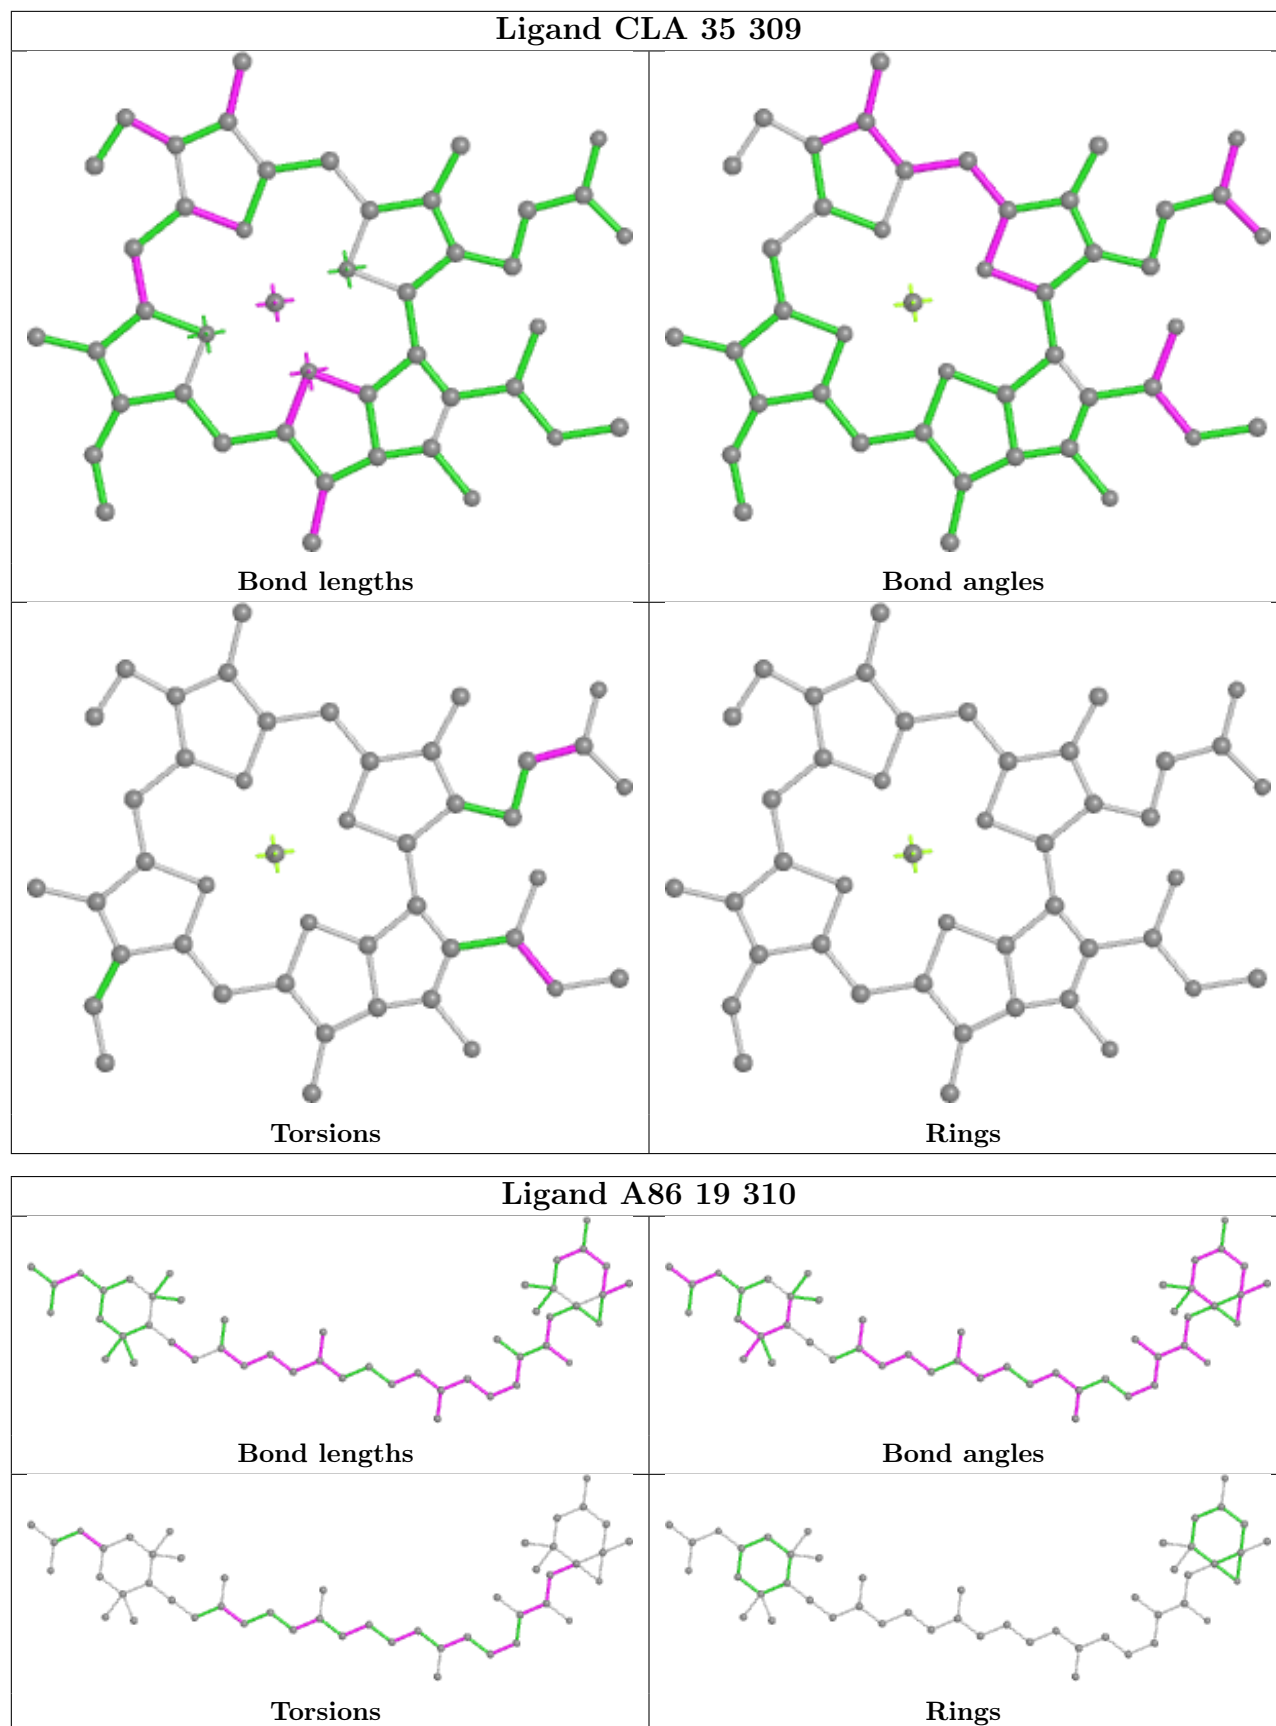 Ligand CLA 35 309
Bond lengths
Bond angles
Torsions
Rings
Ligand A86 19 310
Bond lengths
Bond angles
Torsions
Rings